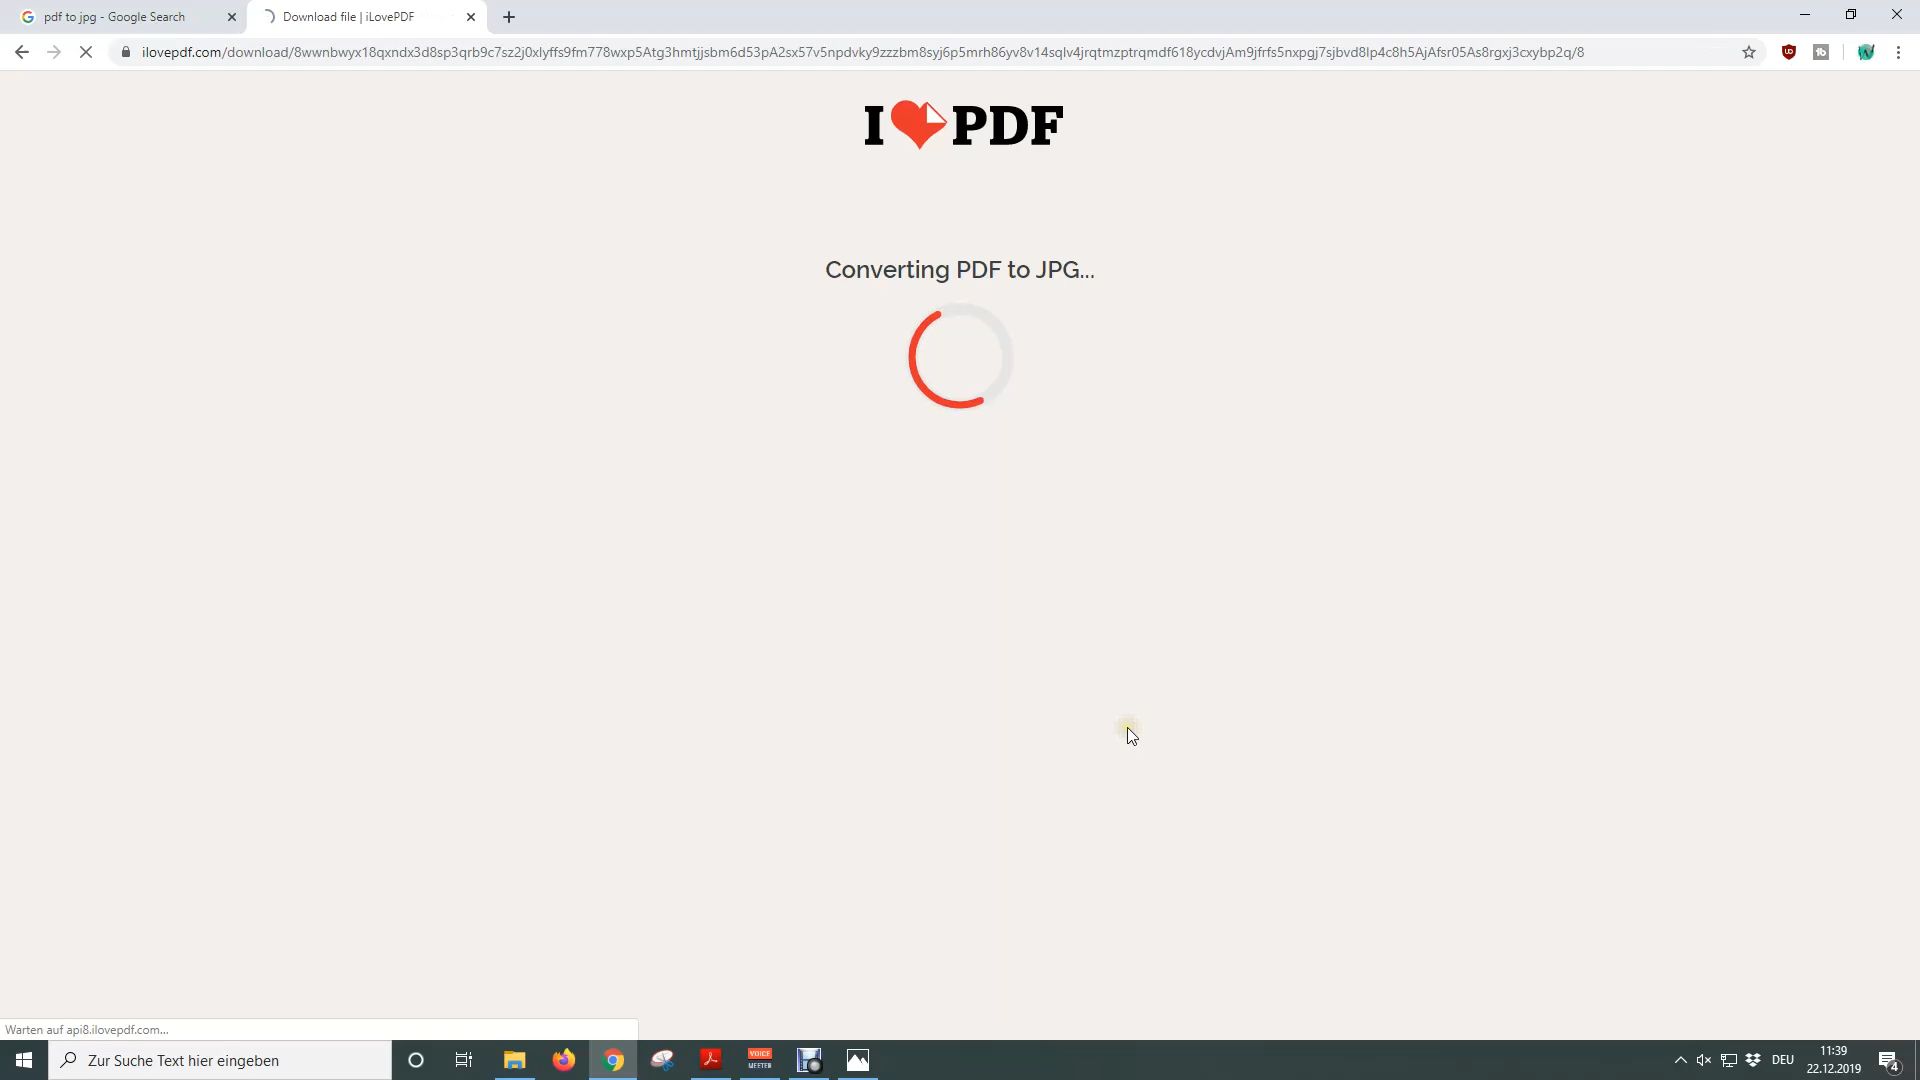 pdf to jpg - Google Search
Download file | iLovePDF
ilovepdf.com/download/8wwnbwyx18qxndx3d8sp3qrb9c7sz2j0xlyffs9fm778wxp5Atg3hmtjjsbm6d53pA2sx57v5npdvky9zzzbm8syj6p5mrh86yv8v14sqlv4jrqtmzptrqmdf618ycdvjAm9jfrfs5nxpgj7sjbvd8lp4c8h5AjAfsr05As8rgxj3cxybp2q/8
I PDF
Converting PDF to JPG...
Warten auf api8.ilovepdf.com...
Zur Suche Text hier eingeben
VOICE
MEETER
DEU
11:39
22.12.2019
4